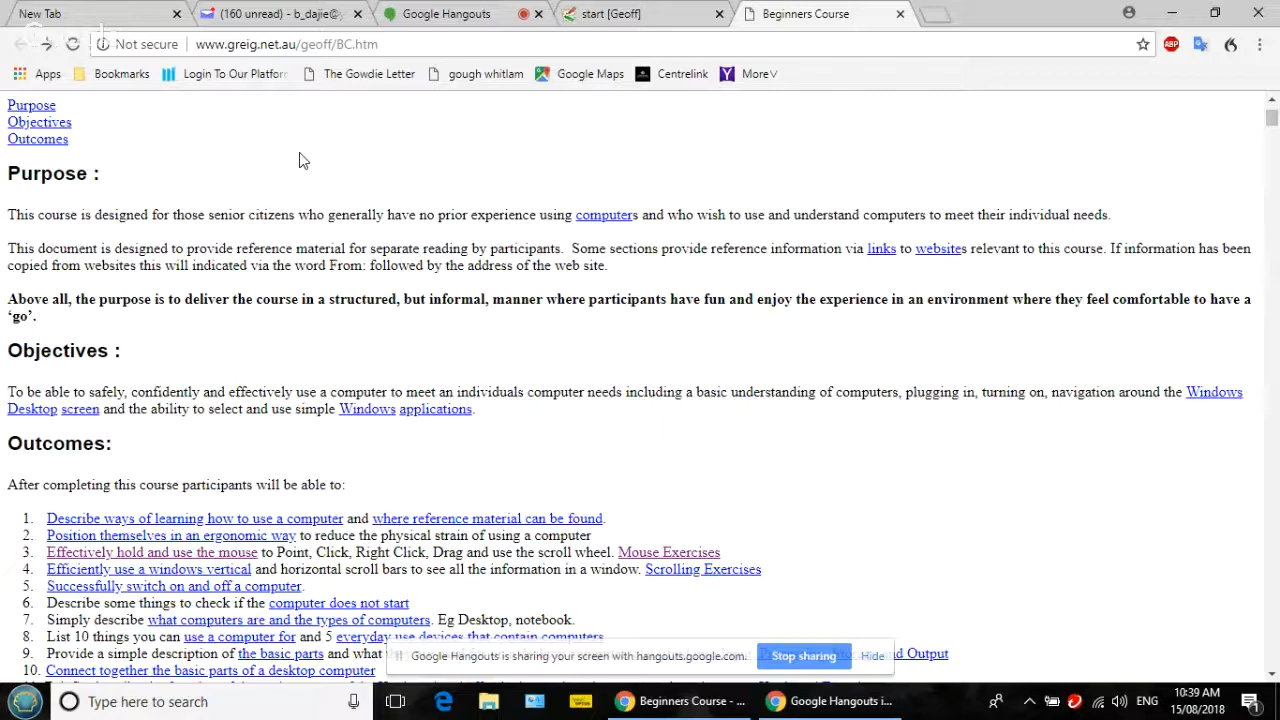 New Tab
(160 unread) - b_dajie@y
Google Hangouts
start [Geoff]
Beginners Course
Not secure
www.greig.net.au/geoff/BC.htm
ABP
Apps
Bookmarks
Login To Our Platfor
The Gowdie Letter
gough whitlam
Google Maps
Centrelink
More
Purpose
Objectives
Outcomes
Purpose :
This course is designed for those senior citizens who generally have no prior experience using computers and who wish to use and understand computers to meet their individual needs.
This document is designed to provide reference material for separate reading by participants. Some sections provide reference information via links to websites relevant to this course. If information has been
copied from websites this will indicated via the word From: followed by the address of the web site.
Above all, the purpose is to deliver the course in a structured, but informal, manner where participants have fun and enjoy the experience in an environment where they feel comfortable to have a
‘go’.
Objectives :
To be able to safely, confidently and effectively use a computer to meet an individuals computer needs including a basic understanding of computers, plugging in, turning on, navigation around the Windows
Desktop screen and the ability to select and use simple Windows applications.
Outcomes:
After completing this course participants will be able to:
1. Describe ways of learning how to use a computer and where reference material can be found.
2. Position themselves in an ergonomic way to reduce the physical strain of using a computer
3. Effectively hold and use the mouse to Point, Click, Right Click, Drag and use the scroll wheel. Mouse Exercises
4. Efficiently use a windows vertical and horizontal scroll bars to see all the information in a window. Scrolling Exercises
5. Successfully switch on and off a computer.
6. Describe some things to check if the computer does not start
7. Simply describe what computers are and the types of computers. Eg Desktop, notebook.
8. List 10 things you can use a computer for and 5 everyday use devices that contain computers
9. Provide a simple description of the basic parts and what nd Output
Google Hangouts is sharing your screen with hangouts.google.com.
Stop sharing
Hide
10. Connect together the basic parts of a desktop computer
Type here to search
Beginners Course - ...
Google Hangouts i...
ENG
10:39 AM
15/08/2018